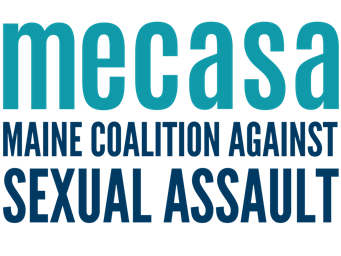 mecasa
MAINE COALITION AGAINST
SEXUAL ASSAULT